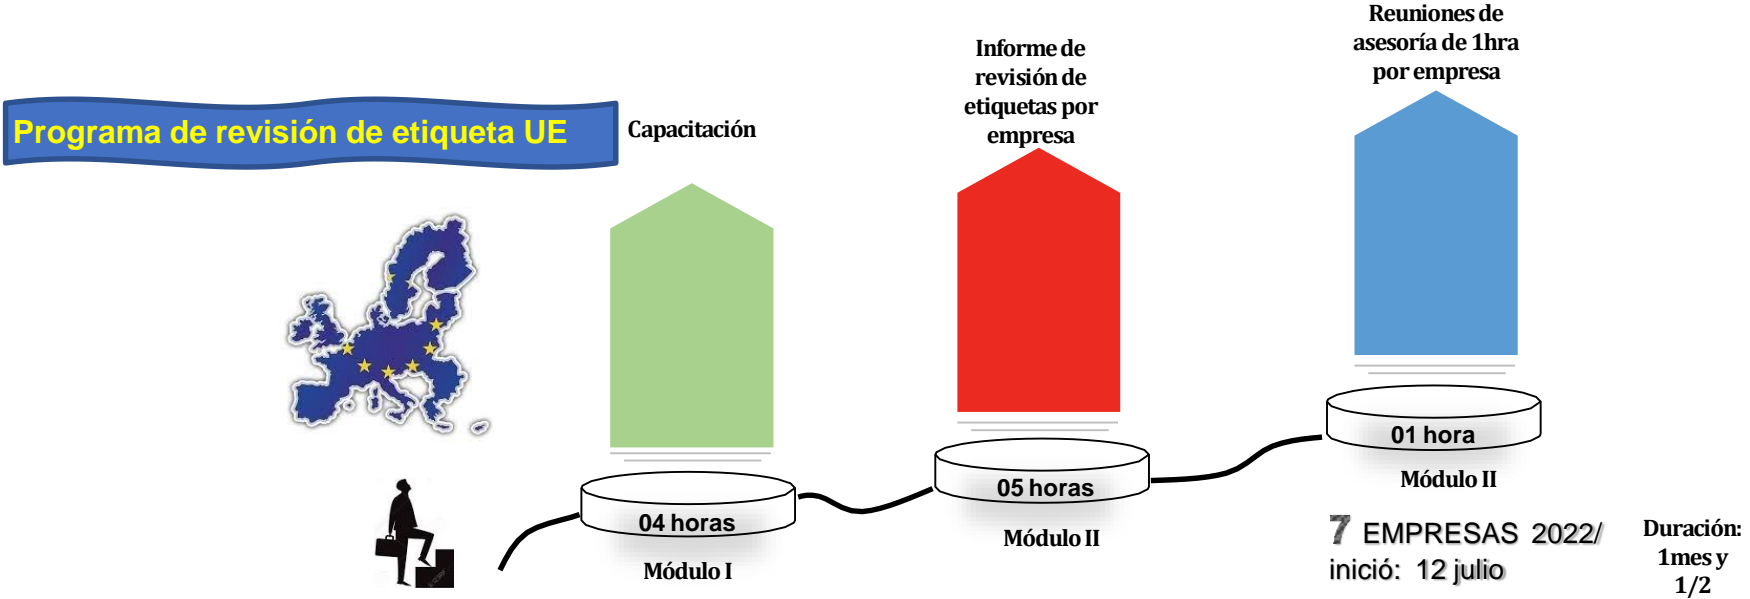 Programa de revisión de etiqueta UE
Capacitación
04 horas
Módulo I
Informe de
revisión de
etiquetas por
empresa
05 horas
Módulo II
Reuniones de
asesoría de 1hra
por empresa
01 hora
Módulo II
7 EMPRESAS 2022/
inició: 12 julio
Duración:
1mes y
1/2